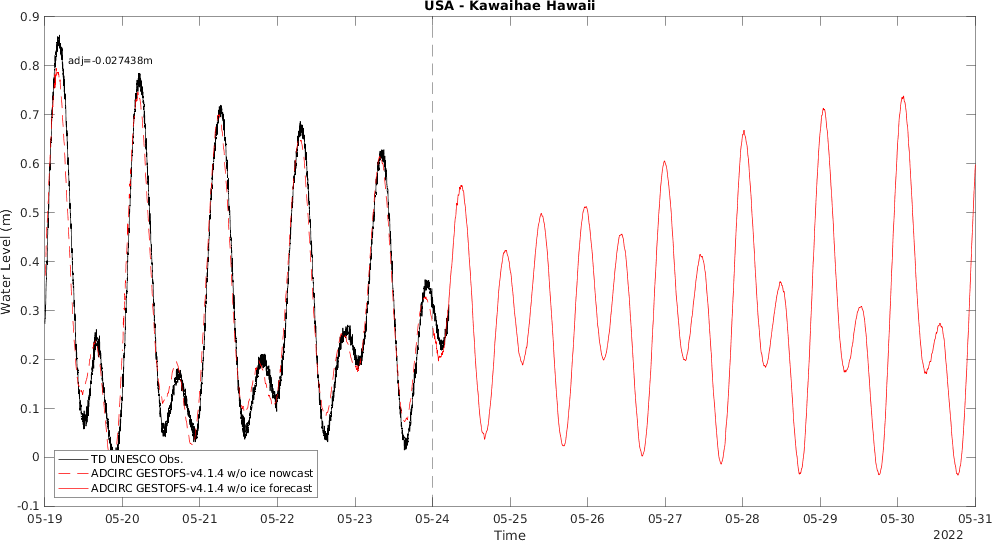 USA - Kawaihae Hawaii
0.9
0.8
0.7
0.6
0.5
0.4
0.3
0.2
0.1
0
-0.1
Water Level (m)
adj=-0.027438m
TD UNESCO Obs.
ADCIRC GESTOFS-v4.1.4 w/o ice nowcast
ADCIRC GESTOFS-v4.1.4 w/o ice forecast
05-19 05-20 05-21 05-22 05-23 05-24 05-25 05-26 05-27 05-28 05-29 05-30 05-31
Time
2022